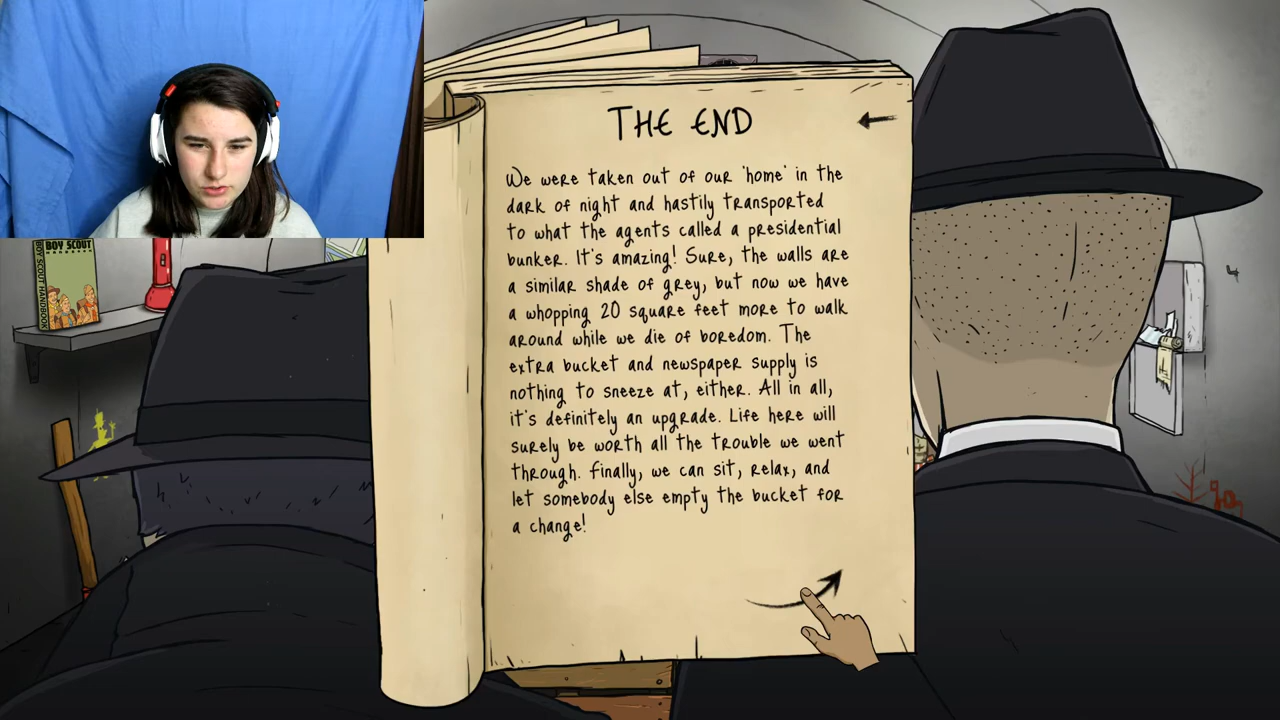 THE END
We were taken out of our 'home' in the
dark of night and hastily transported
to what the agents called a presidential
bunker. It's amazing! Sure, the walls are
a similar shade of grey, but now we have
a whopping 20 square feet more to walk
around while we die of boredom. The
extra bucket and newspaper supply is
nothing to sneeze at, either. All in all,
it's definitely an upgrade. Life here will
surely be worth all the trouble we went
through. Finally, we can sit, relax, and
let somebody else empty the bucket for
a change!
BOY SCOUT
BOY SCOUT HANDBOOK